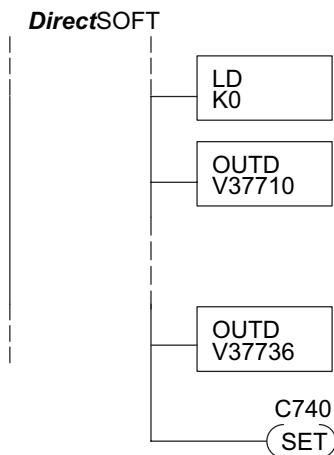 DirectSOFT
LD
K0
OUTD
V37710
OUTD
V37736
C740
SET